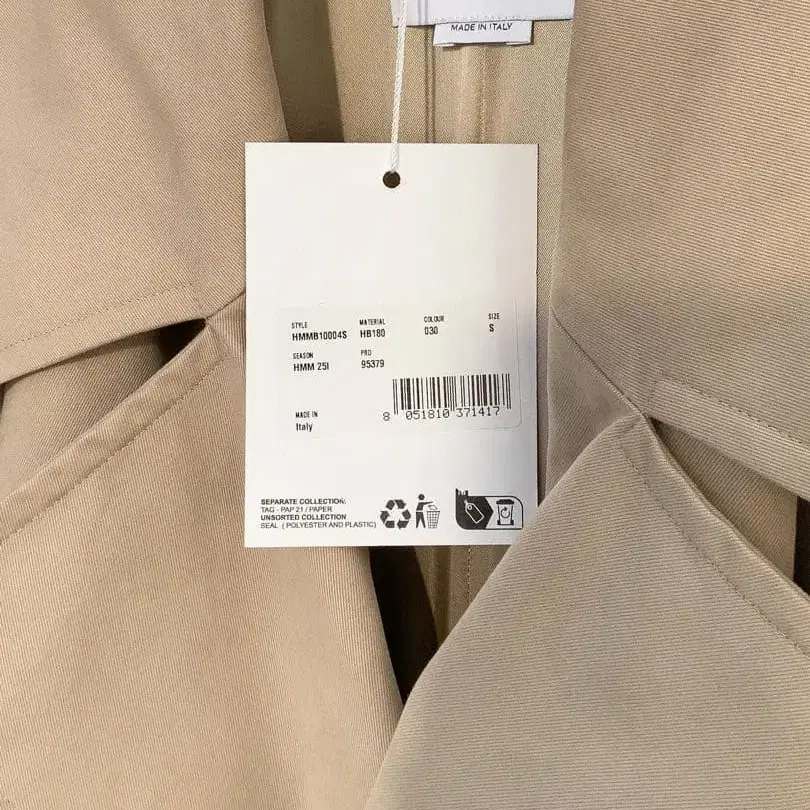 MADE IN ITALY
STYLE MATERIAL COLOUR SIZE
HMMB10004S HB180 030 S
SEASON PRD
HMM 25I 95379
8 051810 371417
MADE IN
Italy
SEPARATE COLLECTION:
TAG - PAP 21 / PAPER
UNSORTED COLLECTION
SEAL ( POLYESTER AND PLASTIC)